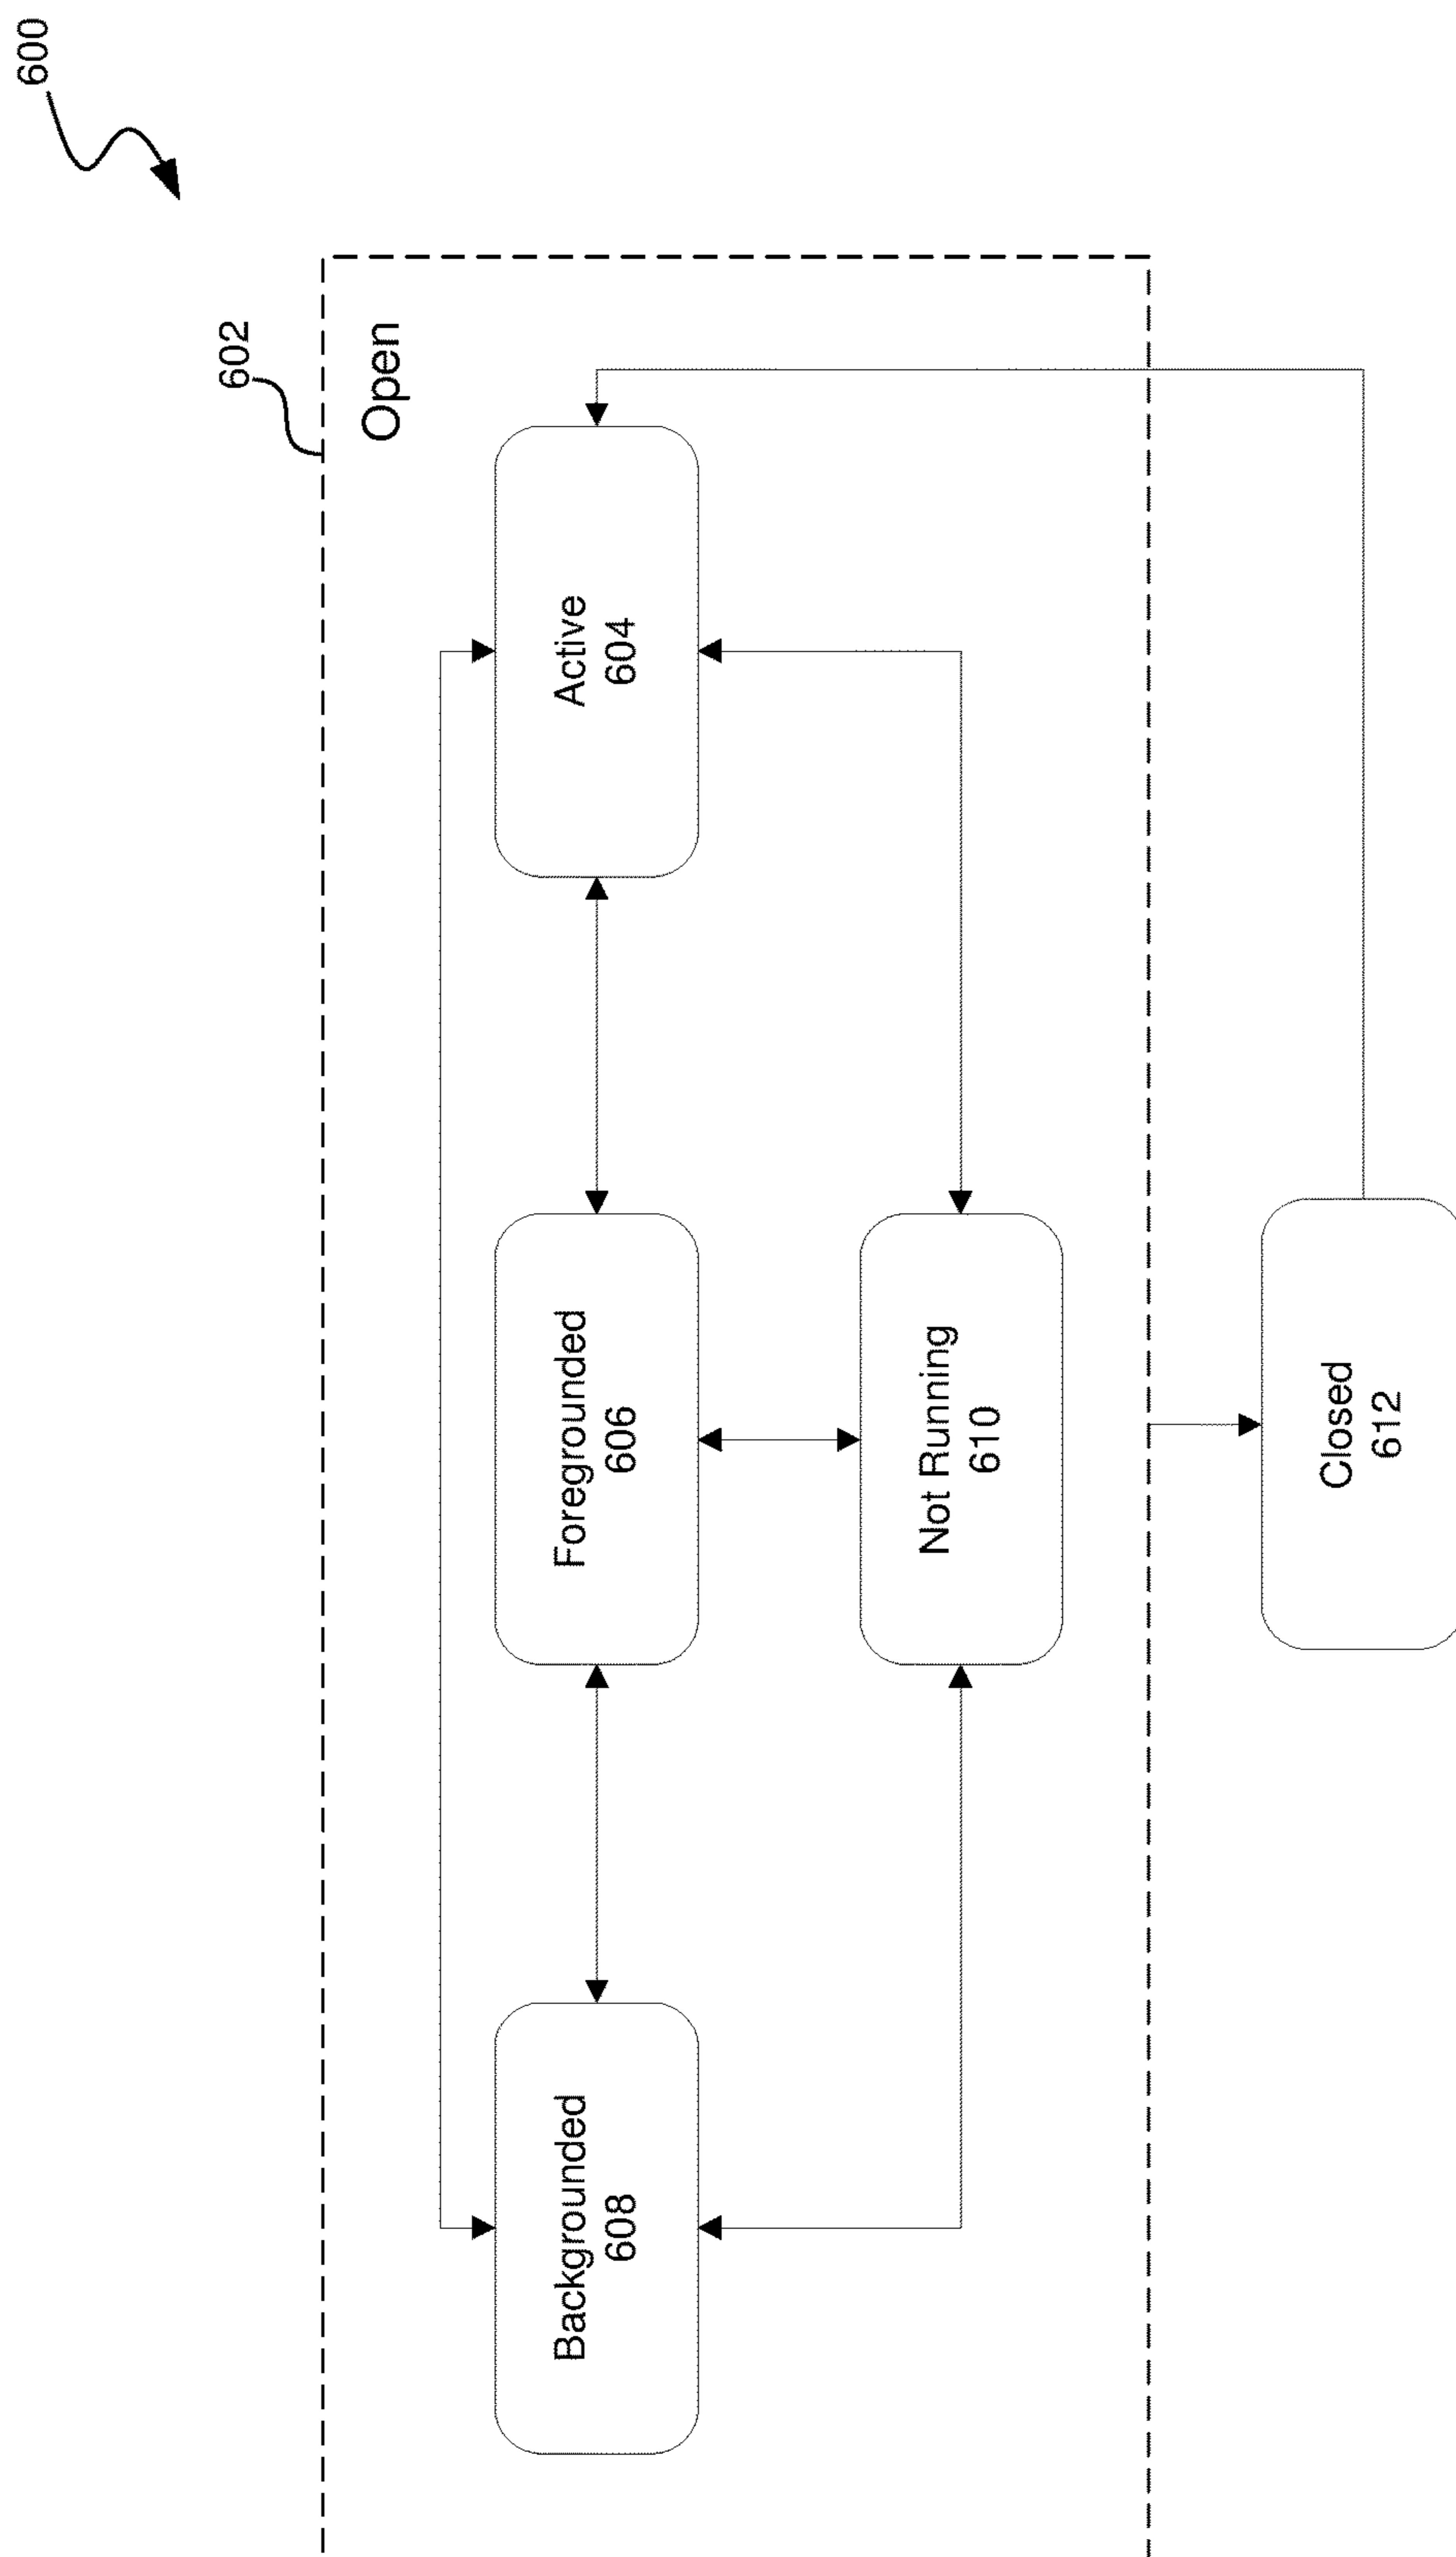 600
602
Open
Backgrounded
608
Foregrounded
606
Active
604
Not Running
610
Closed
612